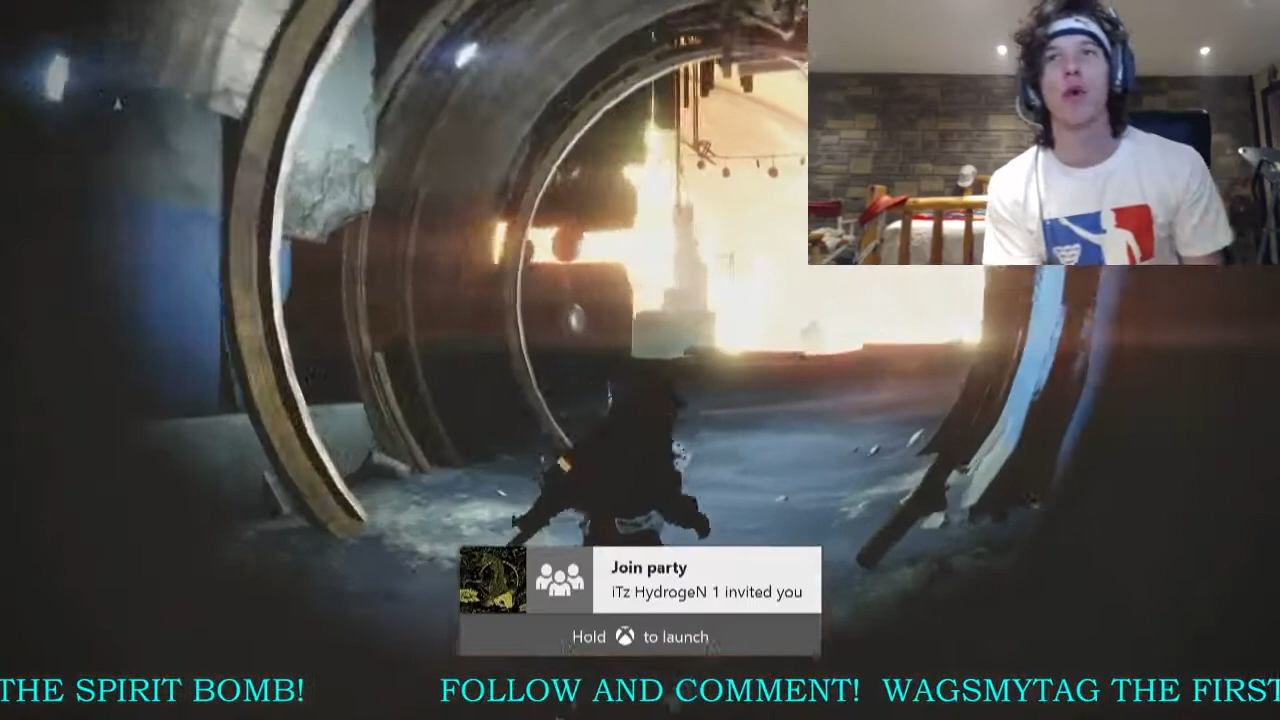 Join party
iTz HydrogeN 1 invited you
Hold to launch
THE SPIRIT BOMB! FOLLOW AND COMMENT! WAGSMYTAG THE FIRST